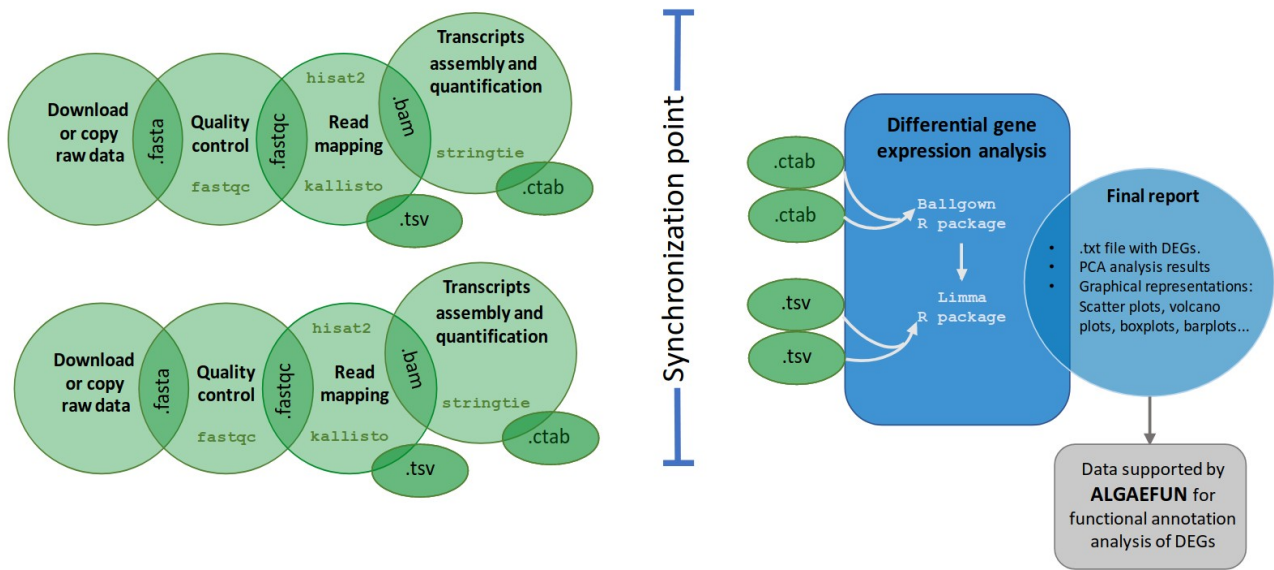 Download
or copy
raw data
.fasta
Quality
control
fastqc
.fastqc
hisat2
Read
mapping
kallisto
.bam
.tsv
Transcripts
assembly and
quantification
stringtie
.ctab
Download
or copy
raw data
.fasta
Quality
control
fastqc
.fastqc
hisat2
Read
mapping
kallisto
.bam
.tsv
Transcripts
assembly and
quantification
stringtie
.ctab
Synchronization point
.ctab
.ctab
.tsv
.tsv
Differential gene
expression analysis
Ballgown
R package
Limma
R package
Final report
• .txt file with DEGs.
• PCA analysis results
• Graphical representations:
Scatter plots, volcano
plots, boxplots, barplots...
Data supported by
ALGAEFUN for
functional annotation
analysis of DEGs